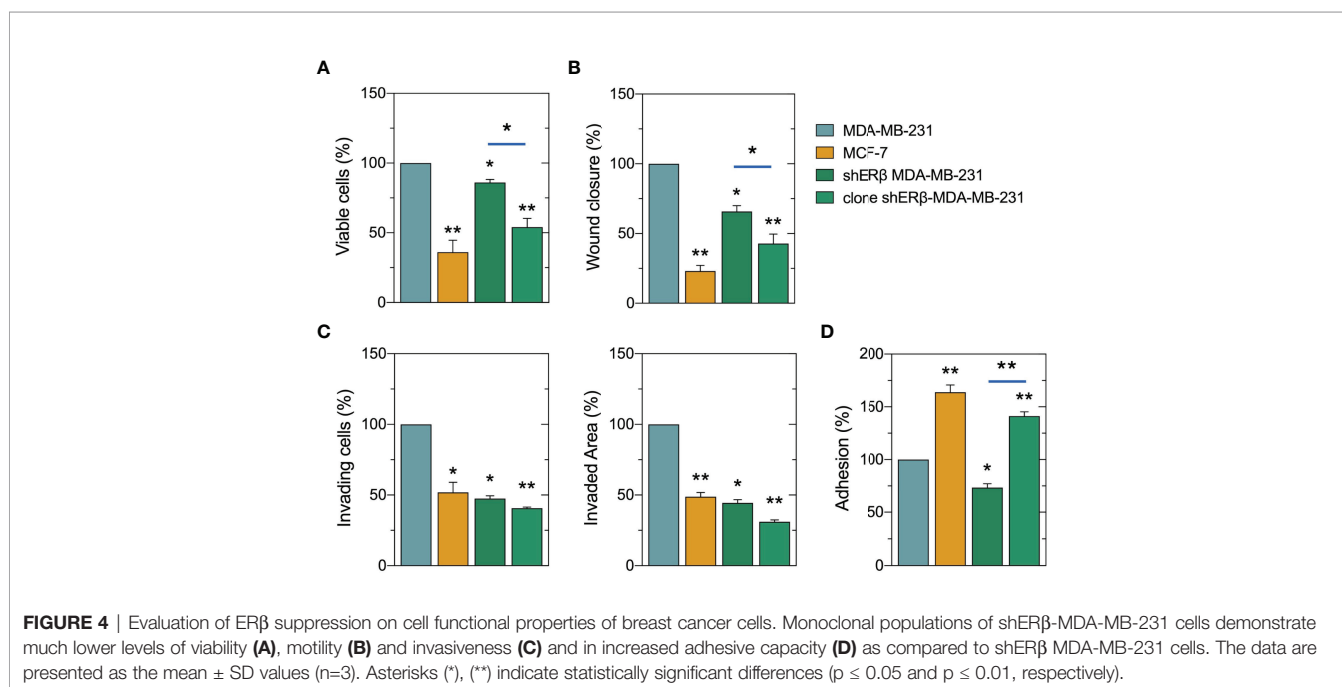 A
Viable cells (%)
150
100
50
0
**
*
**
*
B
Wound closure (%)
150
100
50
0
**
*
**
*
MDA-MB-231
MCF-7
shERβ MDA-MB-231
clone shERβ-MDA-MB-231
C
Invading cells (%)
150
100
50
0
*
*
**
Invaded Area (%)
150
100
50
0
**
*
**
D
Adhesion (%)
200
150
100
50
0
**
*
**
**
FIGURE 4 | Evaluation of ERβ suppression on cell functional properties of breast cancer cells. Monoclonal populations of shERβ-MDA-MB-231 cells demonstrate
much lower levels of viability (A), motility (B) and invasiveness (C) and in increased adhesive capacity (D) as compared to shERβ MDA-MB-231 cells. The data are
presented as the mean ± SD values (n=3). Asterisks (*), (**) indicate statistically significant differences (p ≤ 0.05 and p ≤ 0.01, respectively).